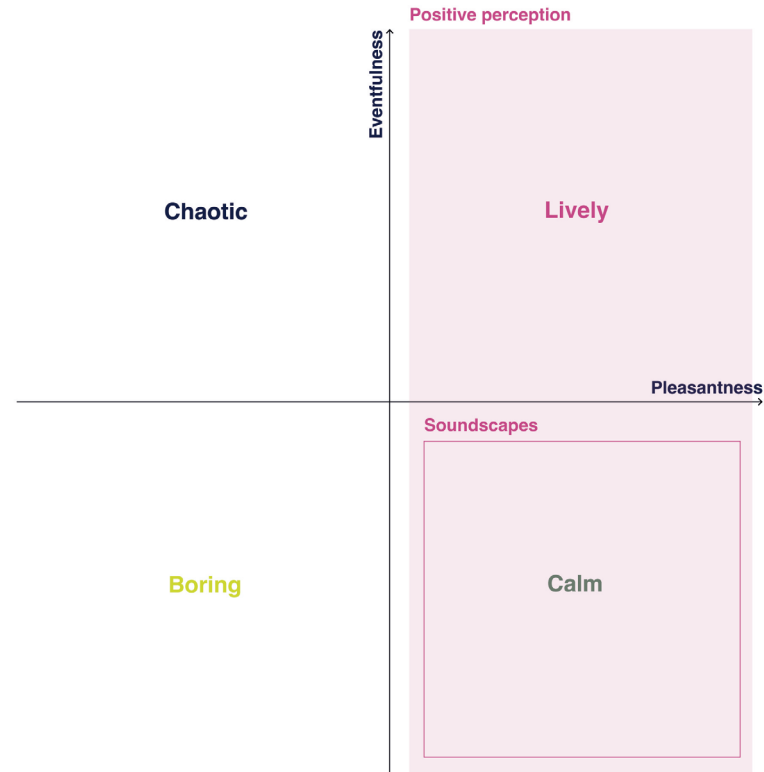 Positive perception
Eventfulness
Chaotic
Lively
Pleasantness
Soundscapes
Boring
Calm